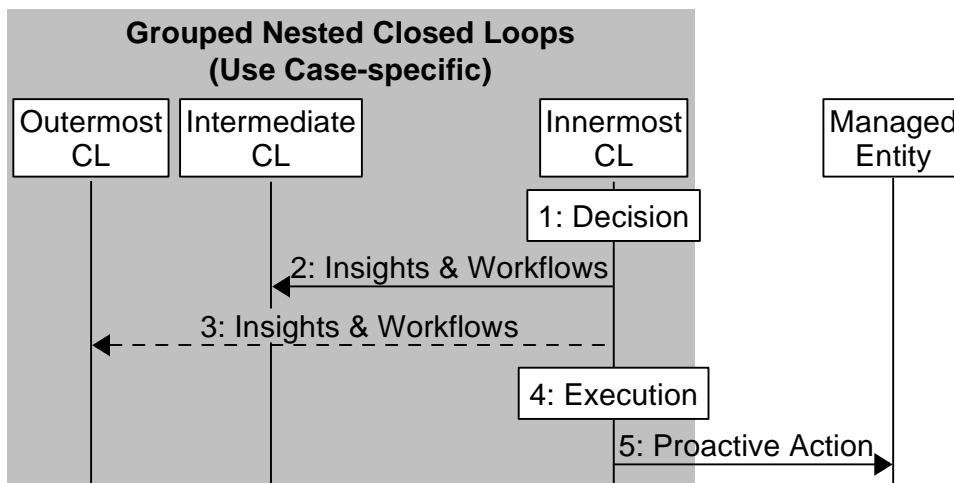 Grouped Nested Closed Loops
(Use Case-specific)
Outermost
CL
Intermediate
CL
Innermost
CL
Managed
Entity
1: Decision
2: Insights & Workflows
3: Insights & Workflows
4: Execution
5: Proactive Action